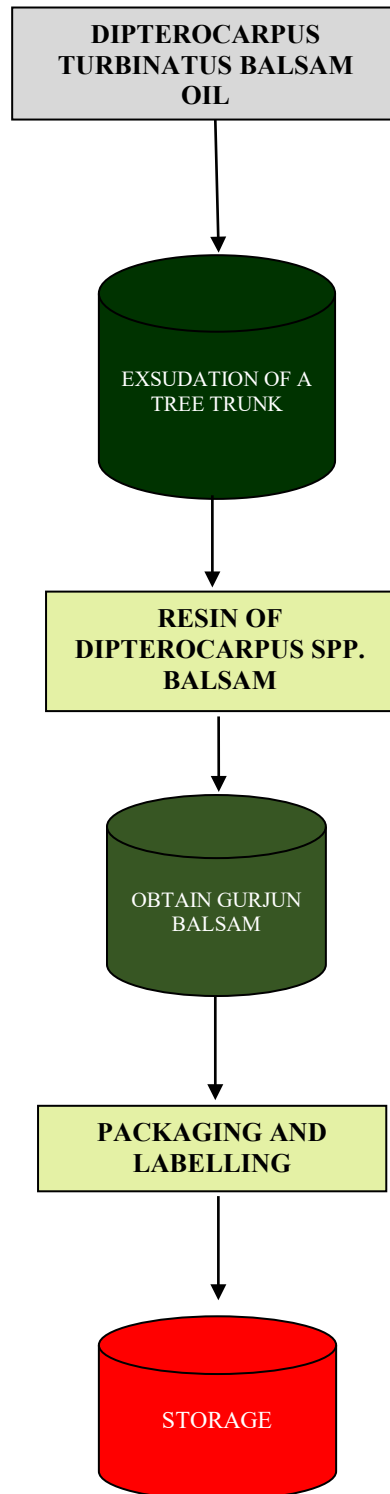 DIPTEROCARPUS
TURBINATUS BALSAM
OIL
EXSUDATION OF A
TREE TRUNK
RESIN OF
DIPTEROCARPUS SPP.
BALSAM
OBTAIN GURJUN
BALSAM
PACKAGING AND
LABELLING
STORAGE